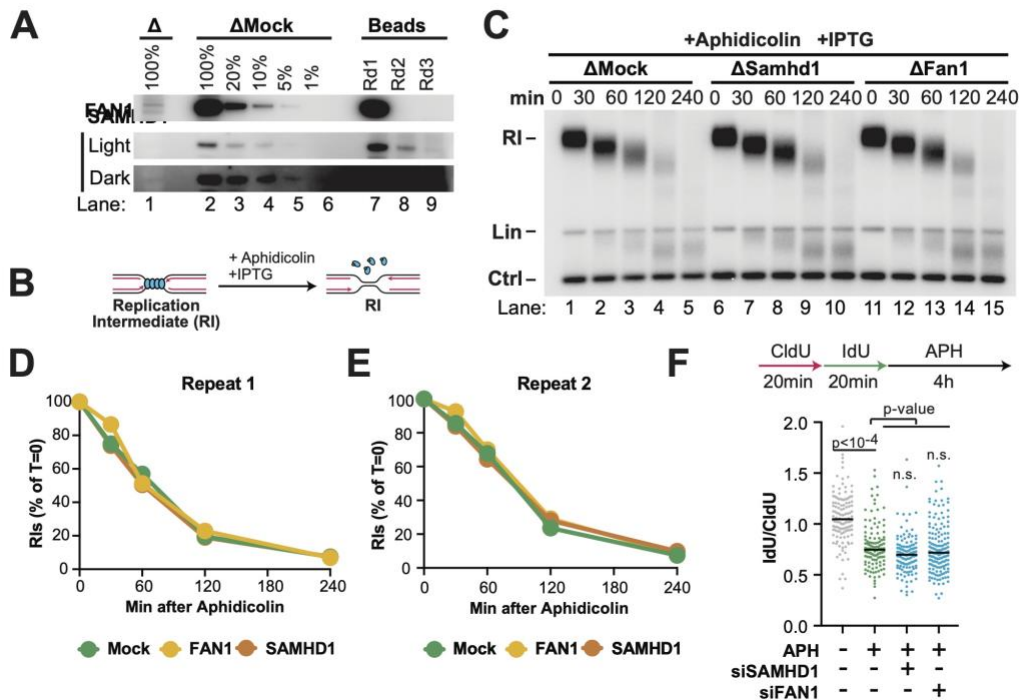 A
Δ ΔMock Beads
100% 100% 20% 10% 5% 1% Rd1 Rd2 Rd3
FAN1
SAMHD1
Light
Dark
Lane: 1 2 3 4 5 6 7 8 9
B
+ Aphidicolin
+IPTG
Replication
Intermediate (RI)
RI
C
+Aphidicolin +IPTG
ΔMock ΔSamhd1 ΔFan1
min 0 30 60 120 240 0 30 60 120 240 0 30 60 120 240
RI –
Lin –
Ctrl –
Lane: 1 2 3 4 5 6 7 8 9 10 11 12 13 14 15
D
Repeat 1
RIs (% of T=0)
100
80
60
40
20
0
0 60 120 180 240
Min after Aphidicolin
Mock FAN1 SAMHD1
E
Repeat 2
RIs (% of T=0)
100
80
60
40
20
0
0 60 120 180 240
Min after Aphidicolin
Mock FAN1 SAMHD1
F
CldU IdU APH
20min 20min 4h
p-value
p<10-4
n.s.
n.s.
IdU/CldU
2.0
1.5
1.0
0.5
0.0
APH - + + +
siSAMHD1 - - + -
siFAN1 - - - +